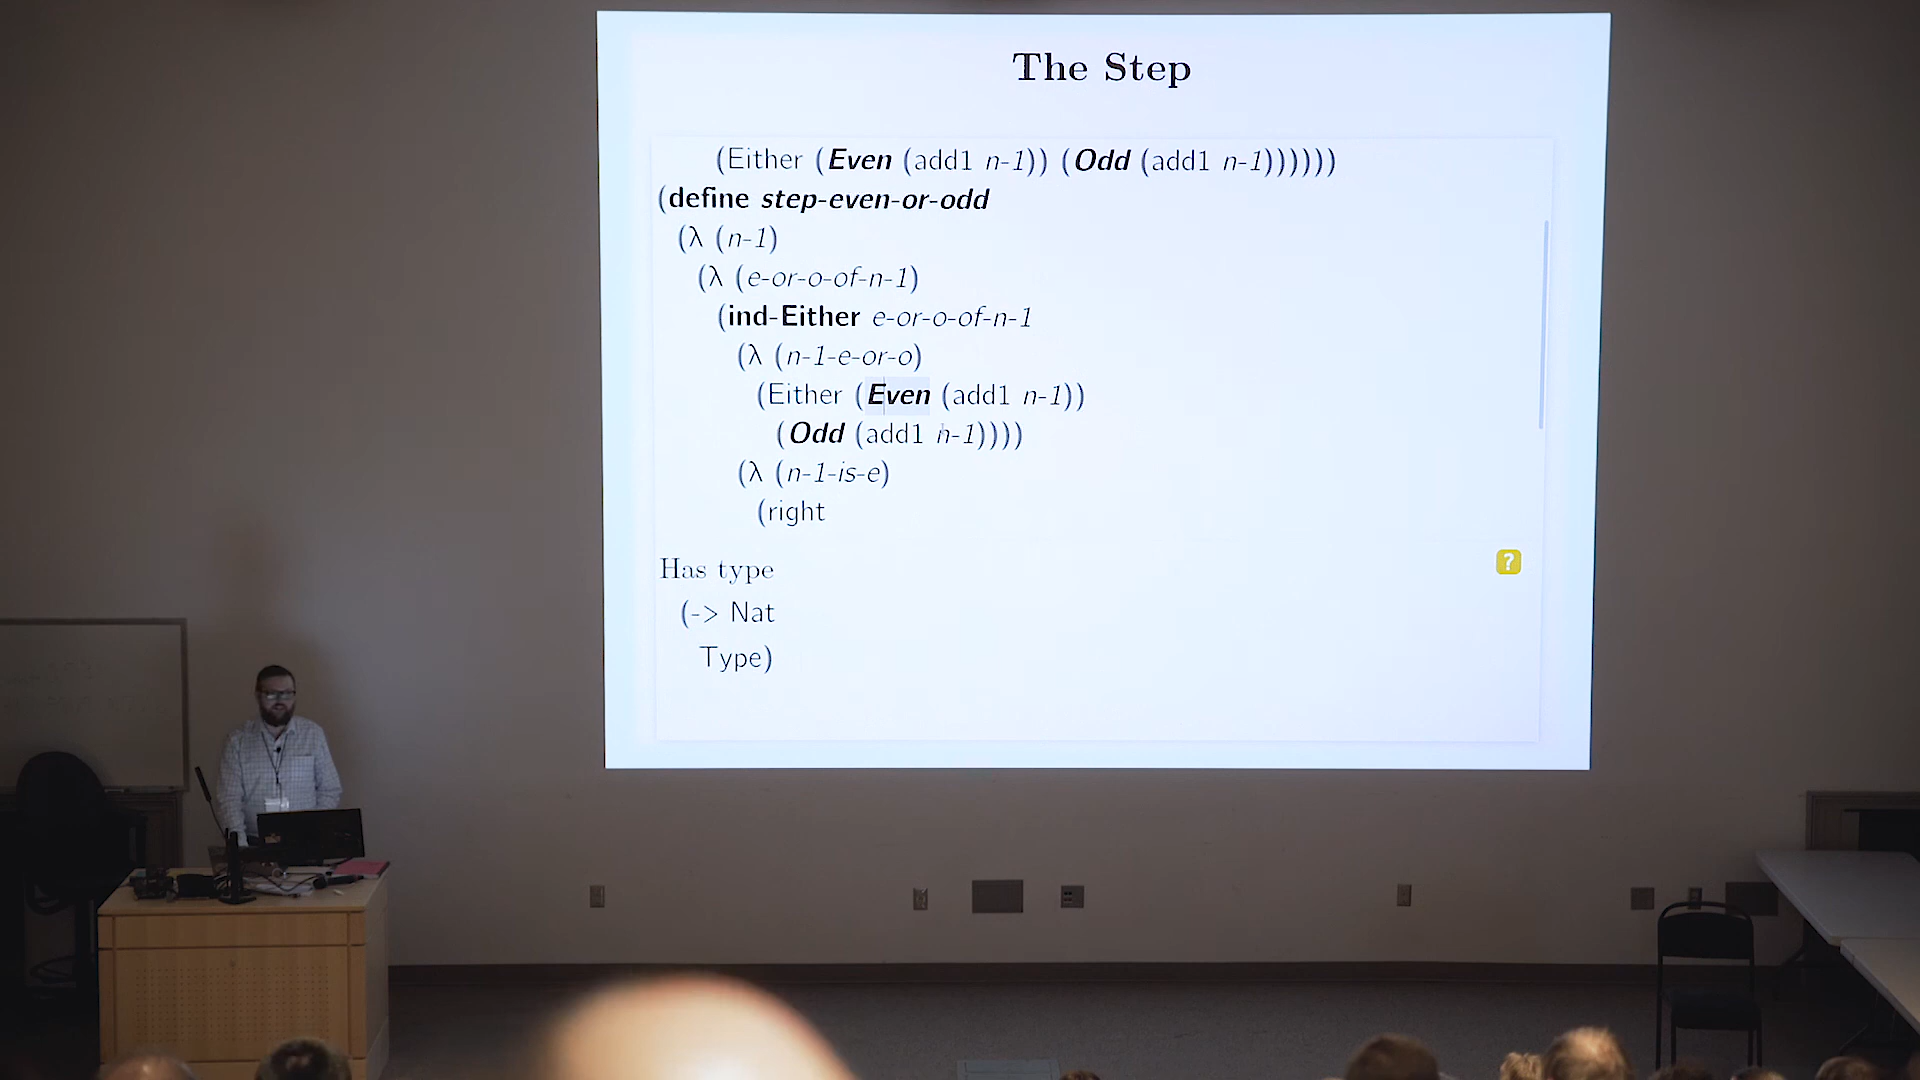 The Step
(Either (Even (add1 n-1)) (Odd (add1 n-1))))))
(define step-even-or-odd
(λ (n-1)
(λ (e-or-o-of-n-1)
(ind-Either e-or-o-of-n-1
(λ (n-1-e-or-o)
(Either (Even (add1 n-1))
(Odd (add1 n-1))))
(λ (n-1-is-e)
(right
Has type
?
(-> Nat
Type)